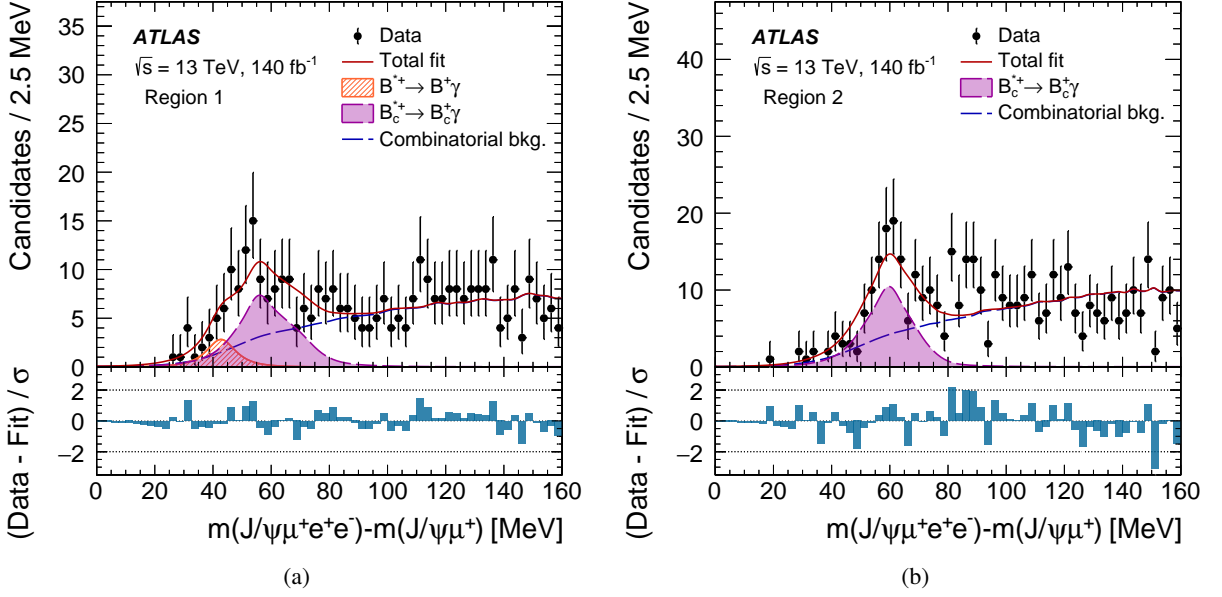 Candidates / 2.5 MeV
35
30
25
20
15
10
5
0
ATLAS
√s = 13 TeV, 140 fb⁻¹
Region 1
Data
Total fit
B*⁺→ B⁺γ
B_c*⁺→ B_c⁺γ
Combinatorial bkg.
(Data - Fit) / σ
2
0
−2
0 20 40 60 80 100 120 140 160
m(J/ψμ⁺e⁺e⁻)-m(J/ψμ⁺) [MeV]
(a)
Candidates / 2.5 MeV
40
30
20
10
0
ATLAS
√s = 13 TeV, 140 fb⁻¹
Region 2
Data
Total fit
B_c*⁺→ B_c⁺γ
Combinatorial bkg.
(Data - Fit) / σ
2
0
−2
0 20 40 60 80 100 120 140 160
m(J/ψμ⁺e⁺e⁻)-m(J/ψμ⁺) [MeV]
(b)